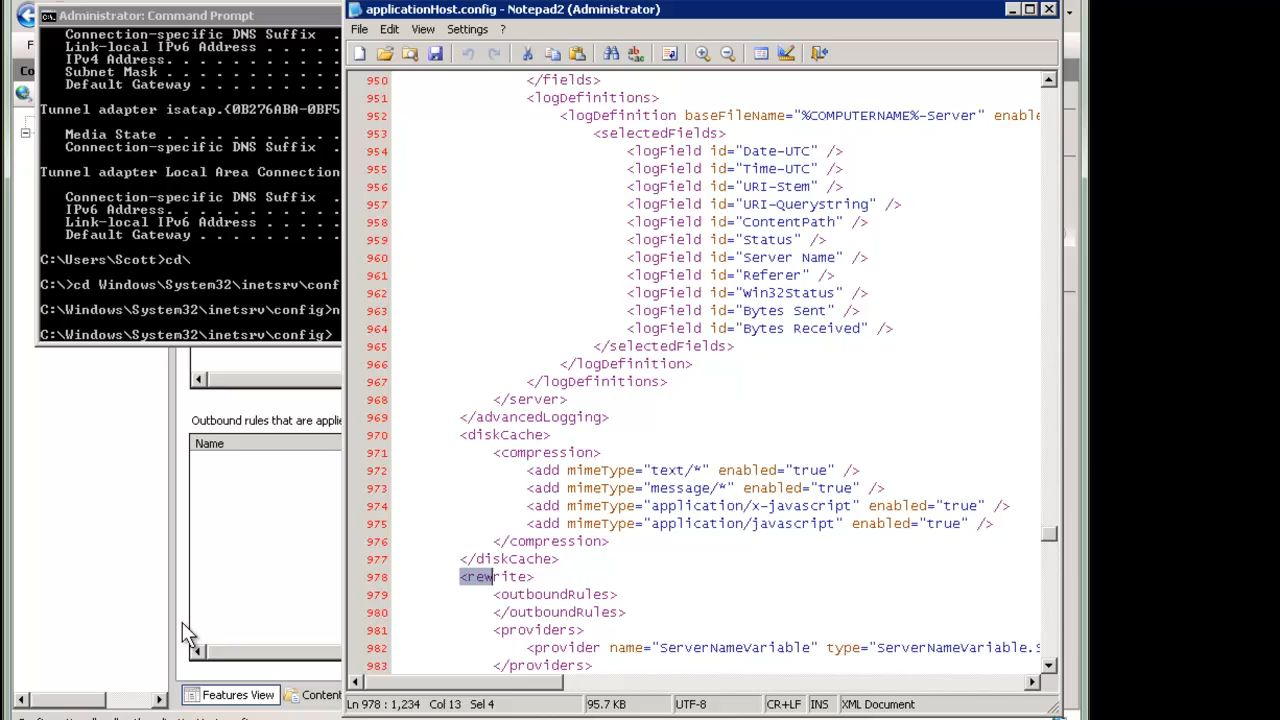 Administrator: Command Prompt
Connection-specific DNS Suffix
Link-local IPv6 Address
IPv4 Address. . . . . . . . . . .
Subnet Mask . . . . . . . . . . .
Default Gateway . . . . . . . . .
Tunnel adapter isatap.{0B276ABA-0BF5
Media State . . . . . . . . . . .
Connection-specific DNS Suffix .
Tunnel adapter Local Area Connection
Connection-specific DNS Suffix .
IPv6 Address. . . . . . . . . . .
Link-local IPv6 Address . . . . .
Default Gateway . . . . . . . . .
C:\Users\Scott>cd\
C:\>cd Windows\System32\inetsrv\conf
C:\Windows\System32\inetsrv\config>n
C:\Windows\System32\inetsrv\config>
Outbound rules that are applie
Name
Features View
Content
applicationHost.config - Notepad2 (Administrator)
File Edit View Settings ?
950 </fields>
951 <logDefinitions>
952 <logDefinition baseFileName="%COMPUTERNAME%-Server" enable
953 <selectedFields>
954 <logField id="Date-UTC" />
955 <logField id="Time-UTC" />
956 <logField id="URI-Stem" />
957 <logField id="URI-Querystring" />
958 <logField id="ContentPath" />
959 <logField id="Status" />
960 <logField id="Server Name" />
961 <logField id="Referer" />
962 <logField id="Win32Status" />
963 <logField id="Bytes Sent" />
964 <logField id="Bytes Received" />
965 </selectedFields>
966 </logDefinition>
967 </logDefinitions>
968 </server>
969 </advancedLogging>
970 <diskCache>
971 <compression>
972 <add mimeType="text/*" enabled="true" />
973 <add mimeType="message/*" enabled="true" />
974 <add mimeType="application/x-javascript" enabled="true" />
975 <add mimeType="application/javascript" enabled="true" />
976 </compression>
977 </diskCache>
978 <rewrite>
979 <outboundRules>
980 </outboundRules>
981 <providers>
982 <provider name="ServerNameVariable" type="ServerNameVariable.
983 </providers>
Ln 978 : 1,234 Col 13 Sel 4 95.7 KB UTF-8 CR+LF INS XML Document